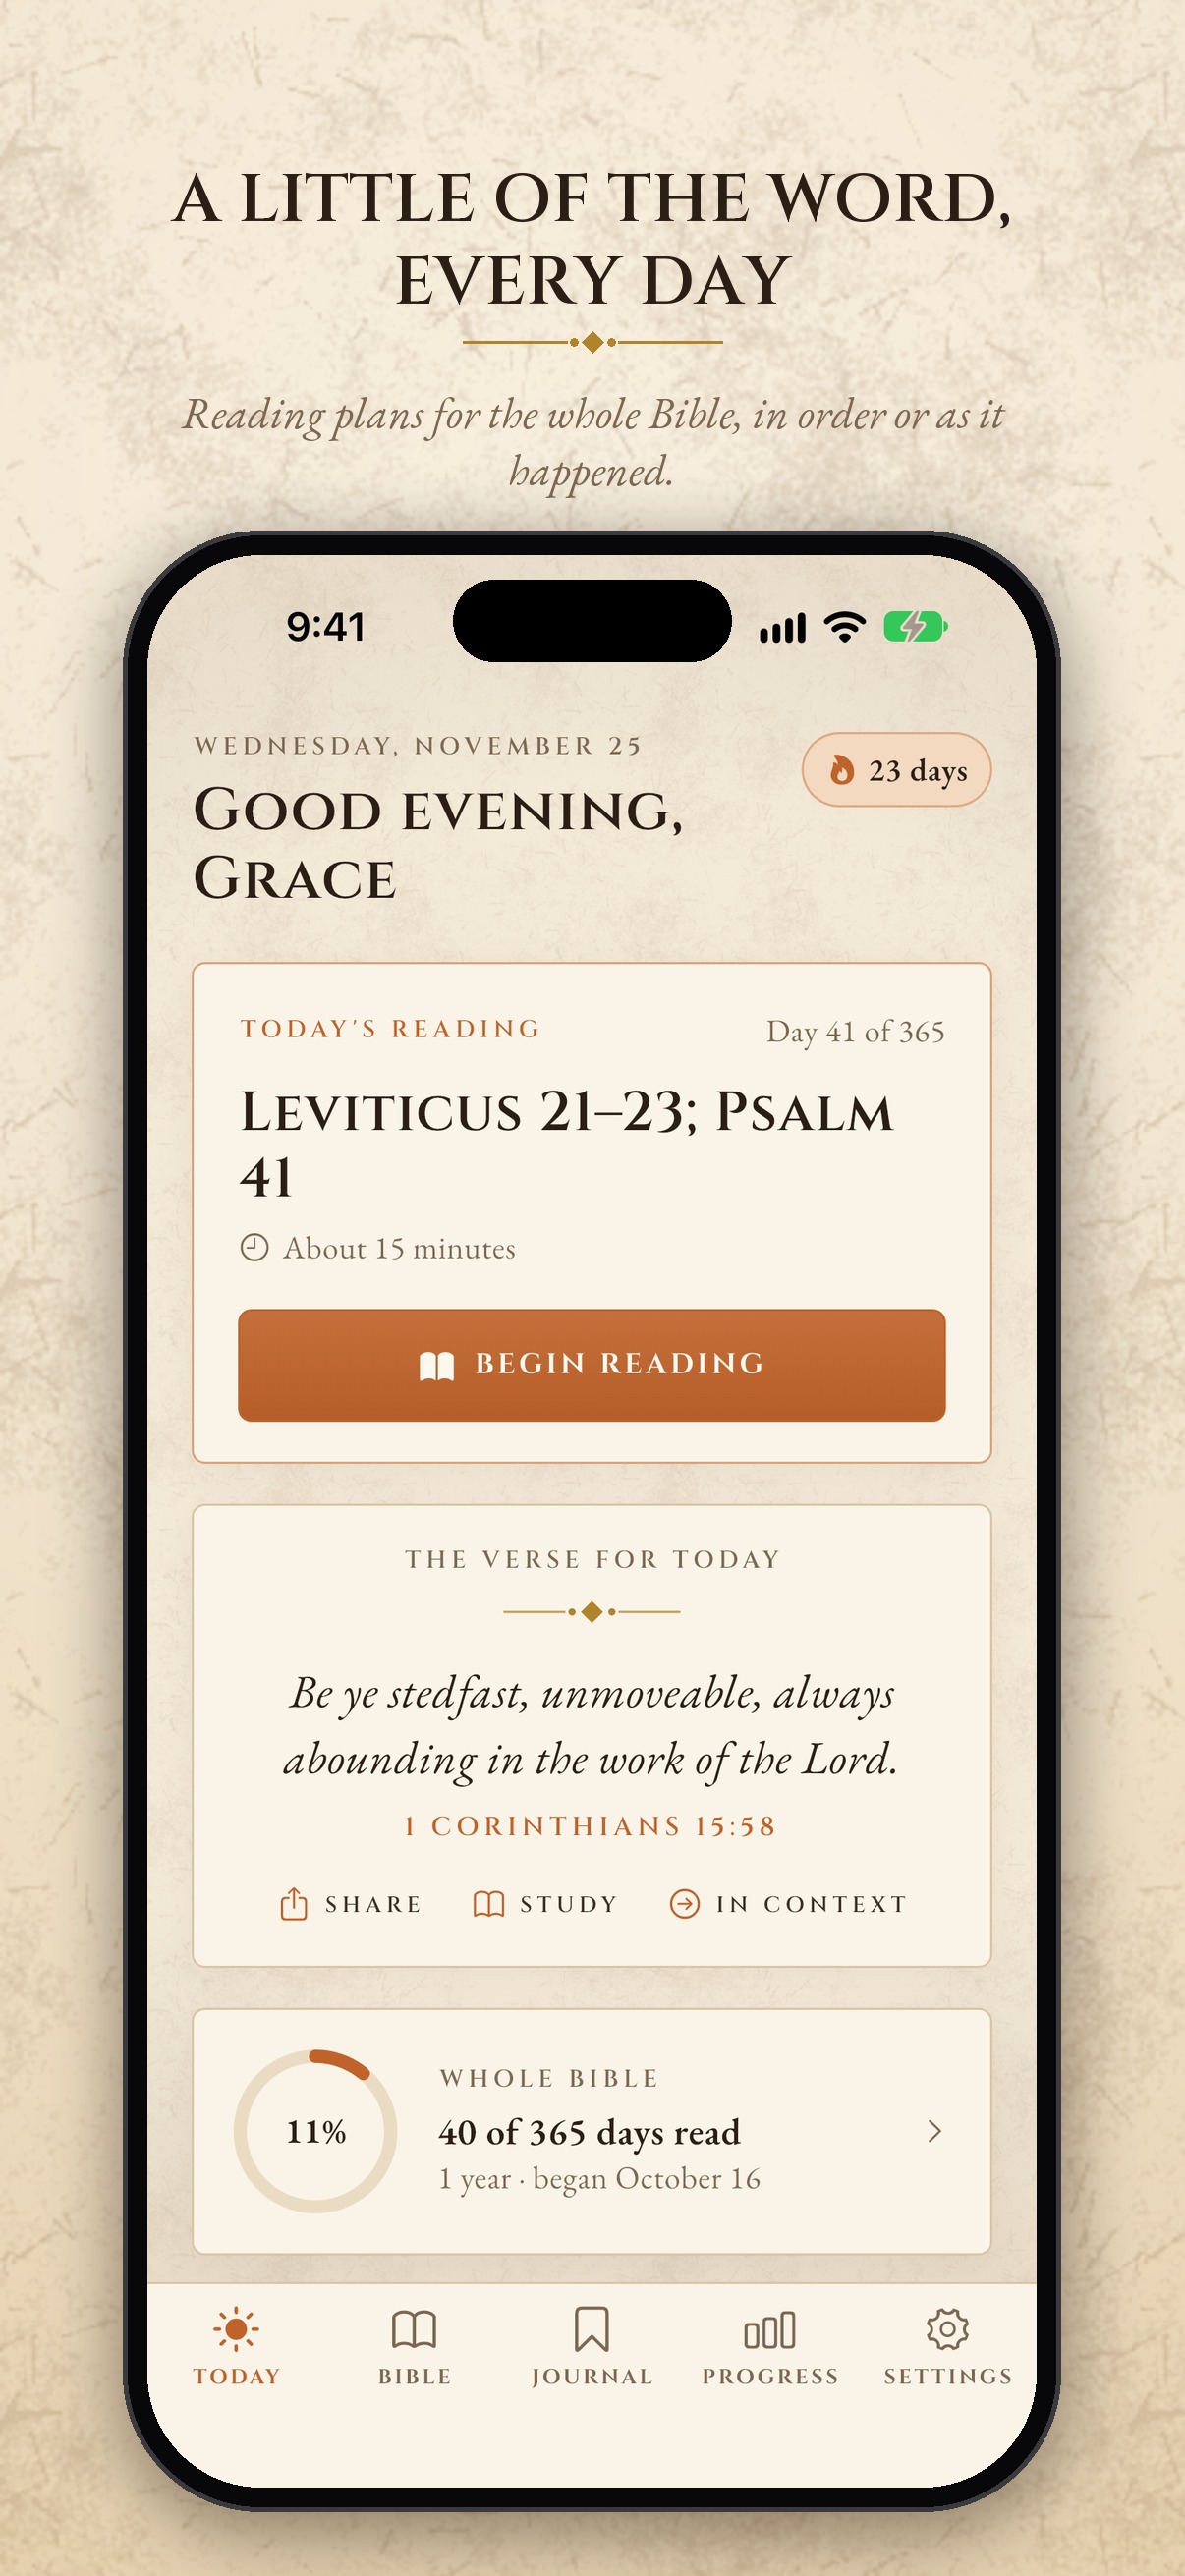 A LITTLE OF THE WORD,
EVERY DAY
Reading plans for the whole Bible, in order or as it
happened.
9:41
WEDNESDAY, NOVEMBER 25
23 days
GOOD EVENING,
GRACE
TODAY'S READING
Day 41 of 365
LEVITICUS 21–23; PSALM
41
About 15 minutes
BEGIN READING
THE VERSE FOR TODAY
Be ye stedfast, unmoveable, always
abounding in the work of the Lord.
1 CORINTHIANS 15:58
SHARE STUDY IN CONTEXT
11%
WHOLE BIBLE
40 of 365 days read
1 year · began October 16
TODAY BIBLE JOURNAL PROGRESS SETTINGS